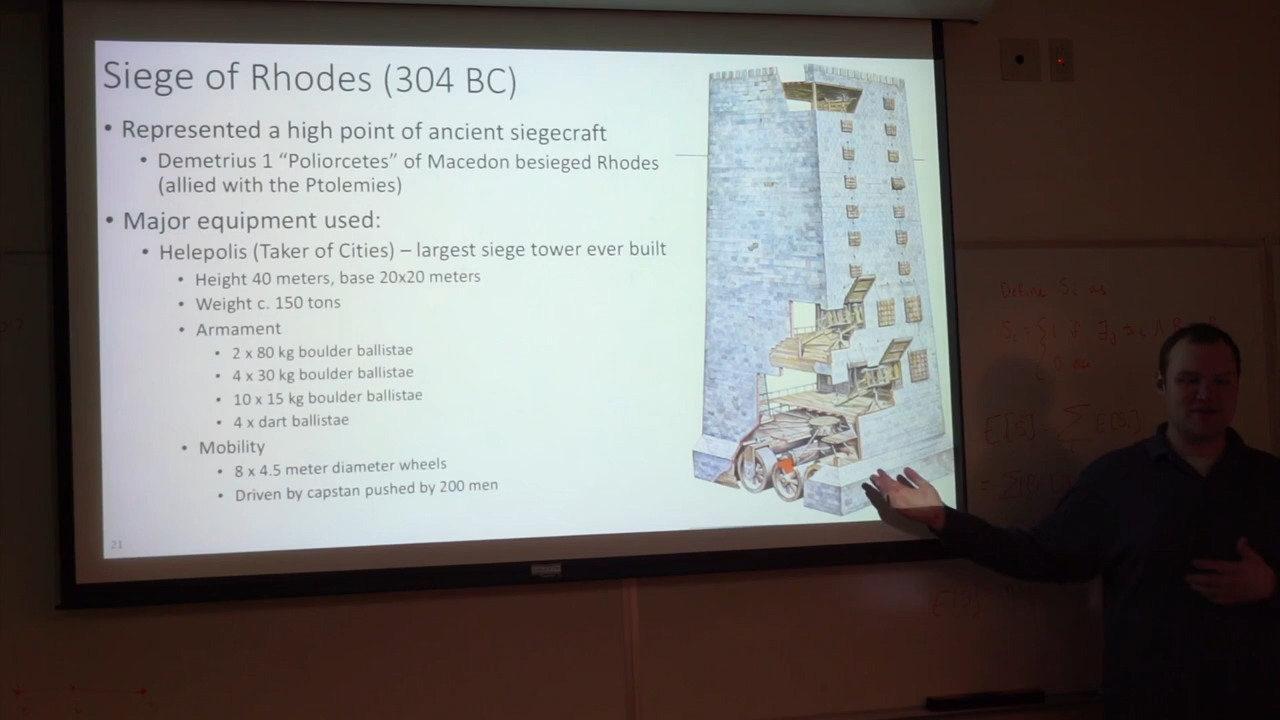 Siege of Rhodes (304 BC)
• Represented a high point of ancient siegecraft
• Demetrius 1 “Poliorcetes” of Macedon besieged Rhodes
(allied with the Ptolemies)
• Major equipment used:
• Helepolis (Taker of Cities) – largest siege tower ever built
• Height 40 meters, base 20x20 meters
• Weight c. 150 tons
• Armament
• 2 x 80 kg boulder ballistae
• 4 x 30 kg boulder ballistae
• 10 x 15 kg boulder ballistae
• 4 x dart ballistae
• Mobility
• 8 x 4.5 meter diameter wheels
• Driven by capstan pushed by 200 men
21
Define as
E[S] = ∑ E[Si]